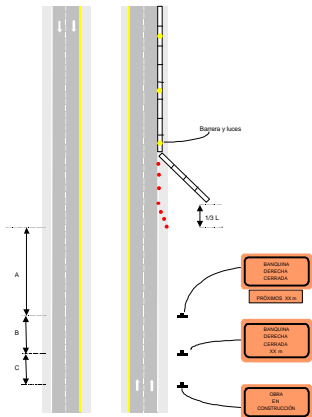 Barrera y luces
1/3 L
A
BANQUINA
DERECHA
CERRADA
PRÓXIMOS XX m
B
BANQUINA
DERECHA
CERRADA
XX m
C
OBRA
EN
CONSTRUCCIÓN